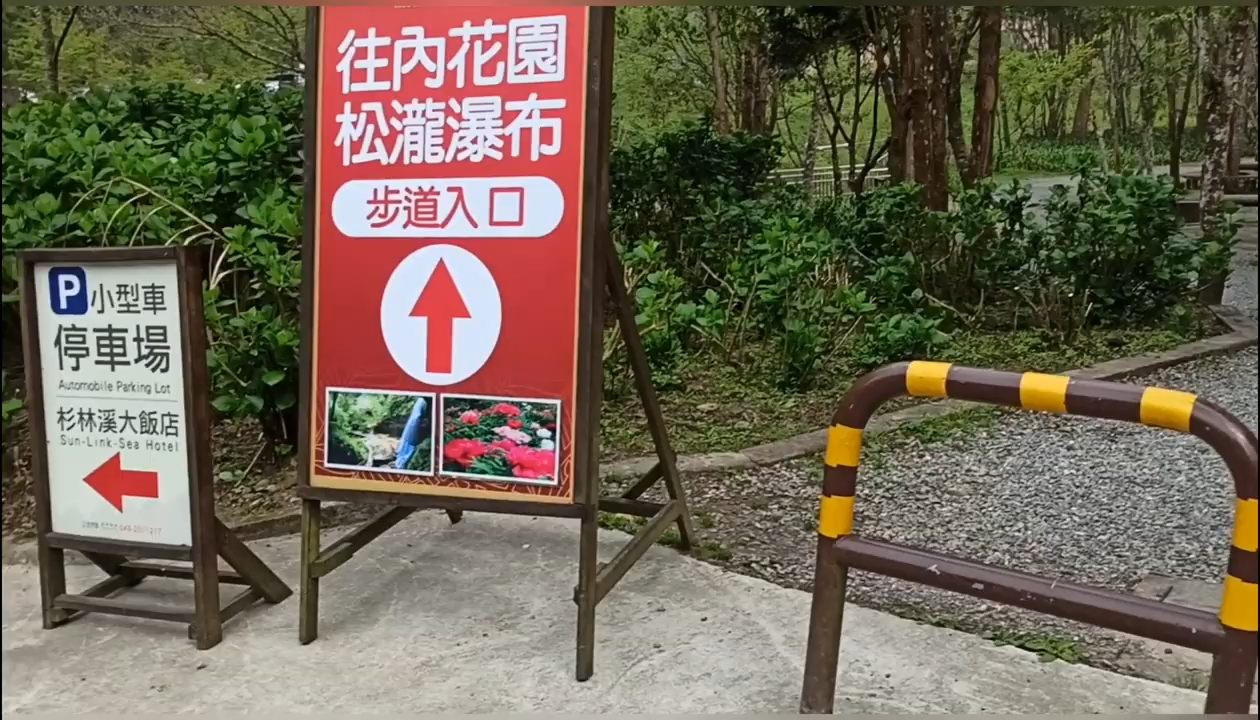 往內花園
松瀧瀑布
步道入口
P 小型車
停車場
Automobile Parking Lot
杉林溪大飯店
Sun-Link-Sea Hotel